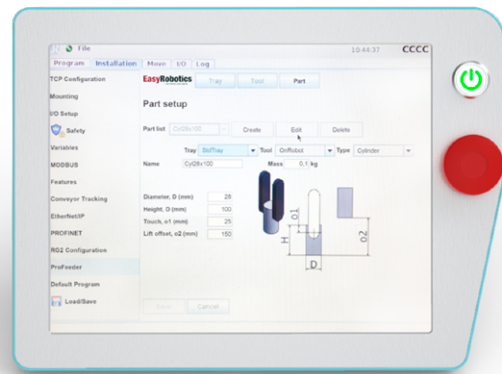 File 10:44:37 CCCC
Program Installation Move I/O Log
TCP Configuration
Mounting
I/O Setup
Safety
Variables
MODBUS
Features
Conveyor Tracking
EtherNet/IP
PROFINET
RG2 Configuration
ProFeeder
Default Program
Load/Save
EasyRobotics Tray Tool Part
Part setup
Part list Cyl28x100 Create Edit Delete
Tray StdTray Tool OnRobot Type Cylinder
Name Cyl28x100 Mass 0,1 kg
Diameter, D (mm) 28
Height, D (mm) 100
Touch, o1 (mm) 25
Lift offset, o2 (mm) 150
o1
H
o2
D
Save Cancel